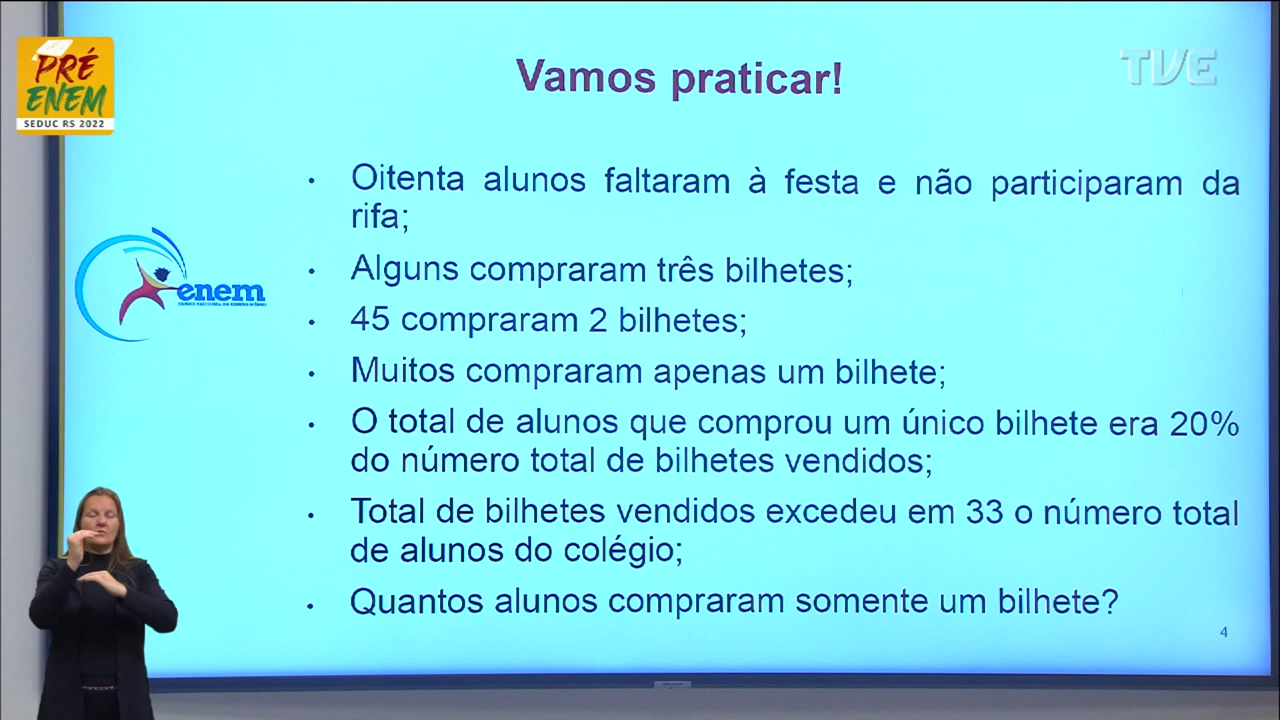 PRÉ
ENEM
SEDUC RS 2022
TVE
Vamos praticar!
• Oitenta alunos faltaram à festa e não participaram da
rifa;
• Alguns compraram três bilhetes;
• 45 compraram 2 bilhetes;
• Muitos compraram apenas um bilhete;
• O total de alunos que comprou um único bilhete era 20%
do número total de bilhetes vendidos;
• Total de bilhetes vendidos excedeu em 33 o número total
de alunos do colégio;
• Quantos alunos compraram somente um bilhete?
enem
4